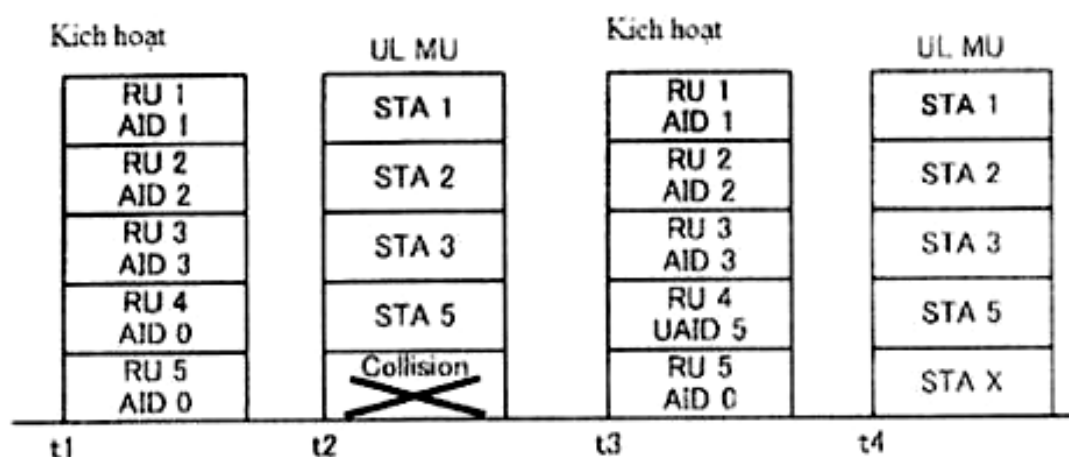 Kích hoạt
RU 1
AID 1
RU 2
AID 2
RU 3
AID 3
RU 4
AID 0
RU 5
AID 0
t1
UL MU
STA 1
STA 2
STA 3
STA 5
Collision
t2
Kích hoạt
RU 1
AID 1
RU 2
AID 2
RU 3
AID 3
RU 4
UAID 5
RU 5
AID 0
t3
UL MU
STA 1
STA 2
STA 3
STA 5
STA X
t4